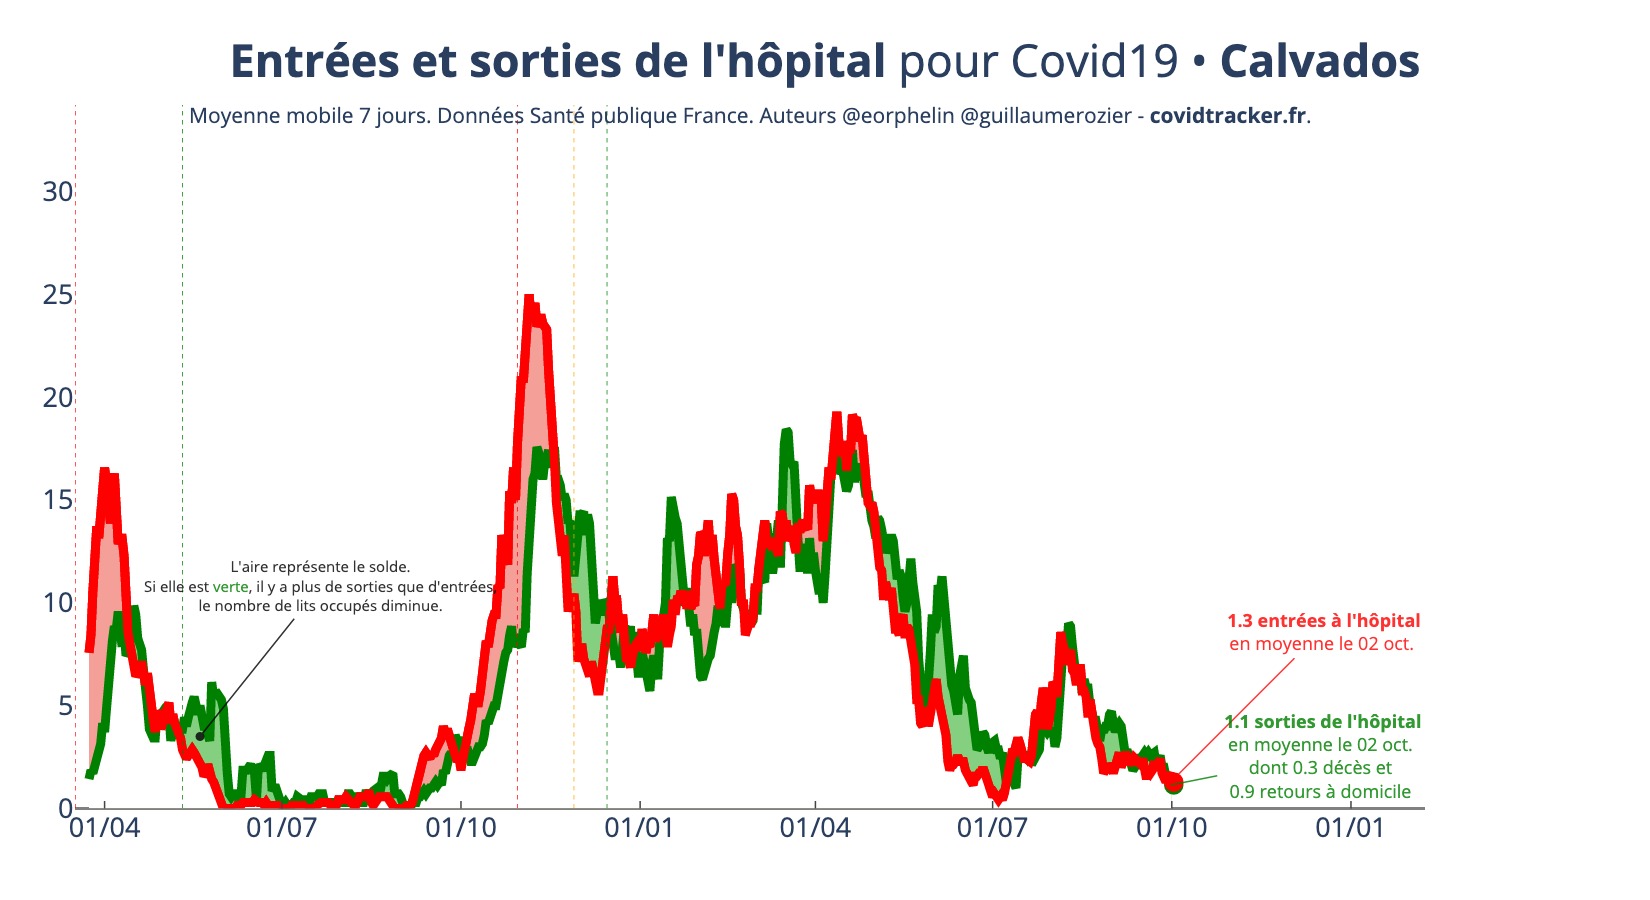 Entrées et sorties de l'hôpital pour Covid19 • Calvados
Moyenne mobile 7 jours. Données Santé publique France. Auteurs @eorphelin @guillaumerozier - covidtracker.fr.
30
25
20
15
10
5
0
L'aire représente le solde.
Si elle est verte, il y a plus de sorties que d'entrées,
le nombre de lits occupés diminue.
1.3 entrées à l'hôpital
en moyenne le 02 oct.
1.1 sorties de l'hôpital
en moyenne le 02 oct.
dont 0.3 décès et
0.9 retours à domicile
01/04 01/07 01/10 01/01 01/04 01/07 01/10 01/01